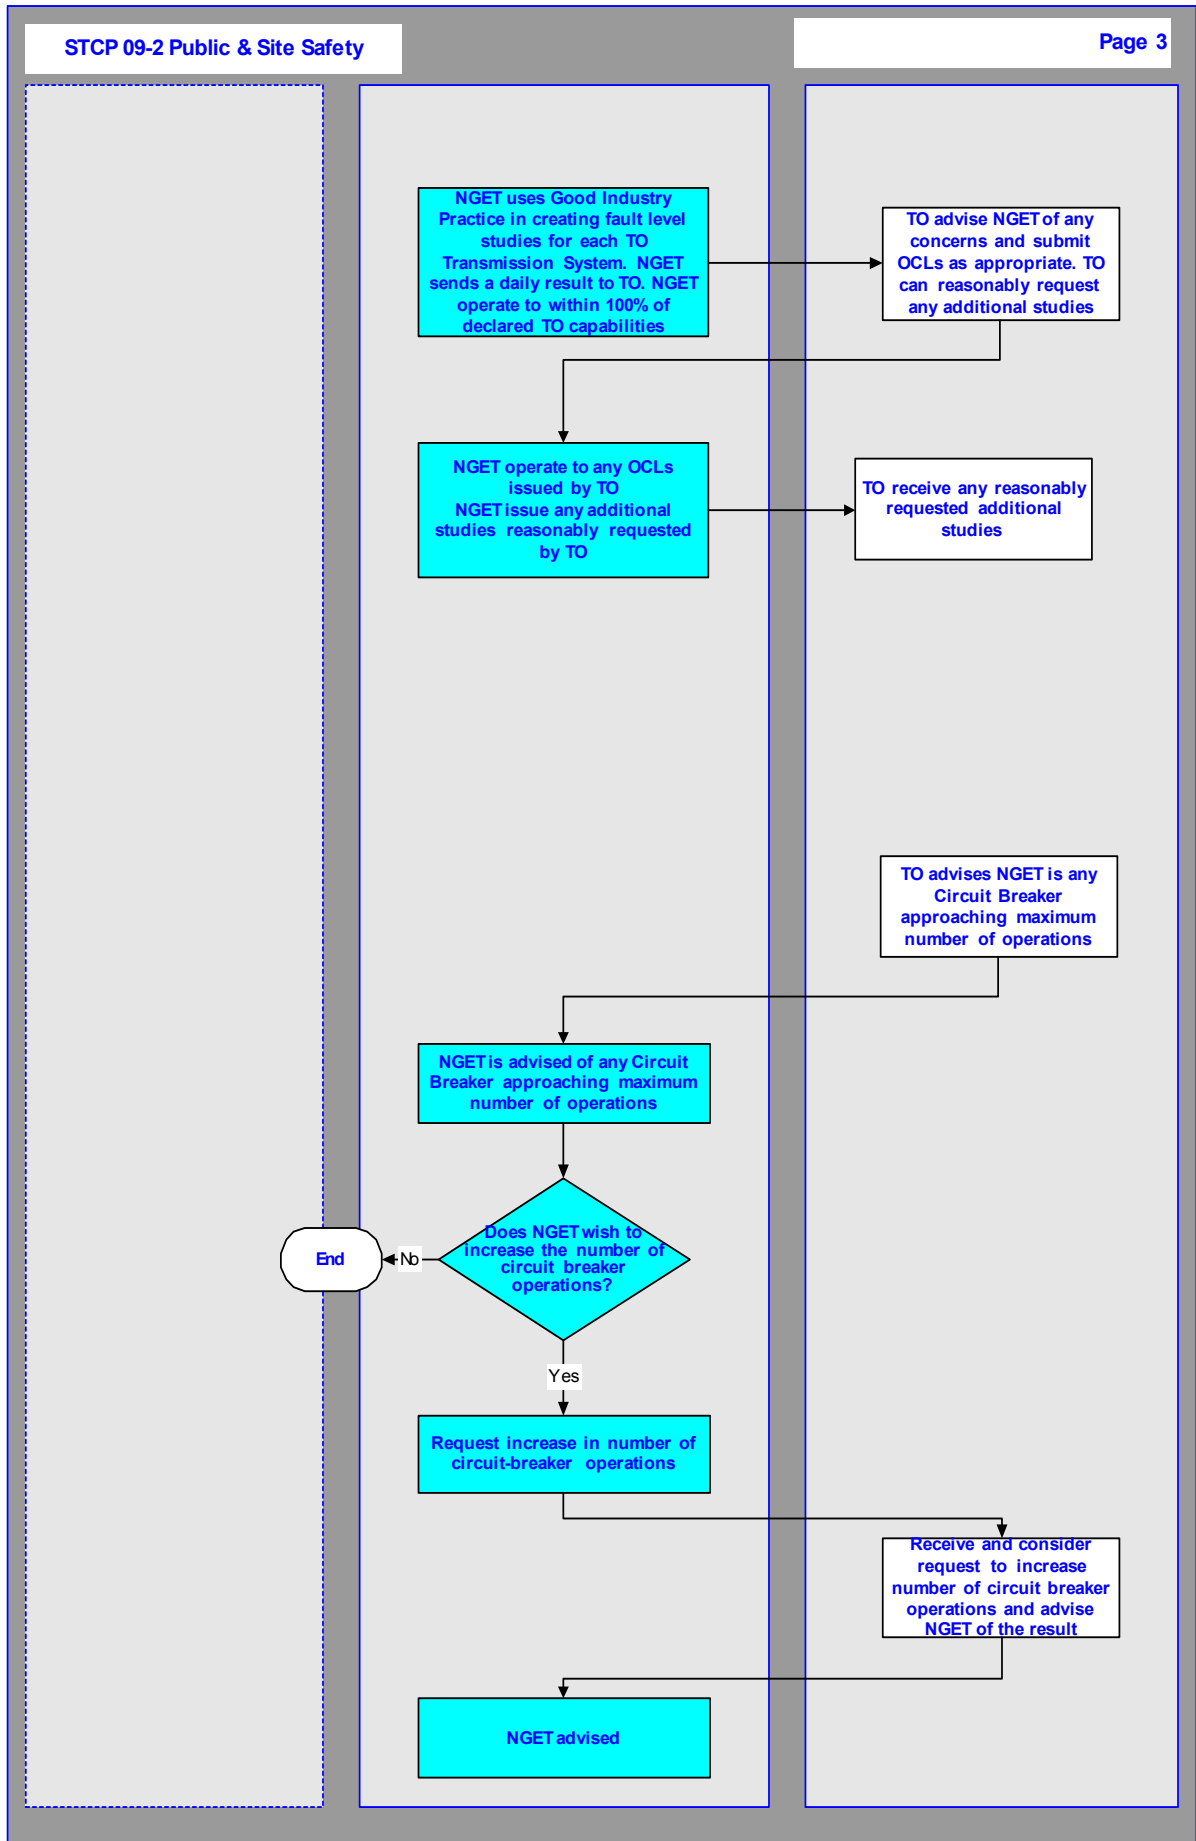 STCP 09-2 Public & Site Safety
Page 3
NGET uses Good Industry
Practice in creating fault level
studies for each TO
Transmission System. NGET
sends a daily result to TO. NGET
operate to within 100% of
declared TO capabilities
TO advise NGET of any
concerns and submit
OCLs as appropriate. TO
can reasonably request
any additional studies
NGET operate to any OCLs
issued by TO
NGET issue any additional
studies reasonably requested
by TO
TO receive any reasonably
requested additional
studies
TO advises NGET is any
Circuit Breaker
approaching maximum
number of operations
NGET is advised of any Circuit
Breaker approaching maximum
number of operations
Does NGET wish to
increase the number of
circuit breaker
operations?
No
End
Yes
Request increase in number of
circuit-breaker operations
Receive and consider
request to increase
number of circuit breaker
operations and advise
NGET of the result
NGET advised